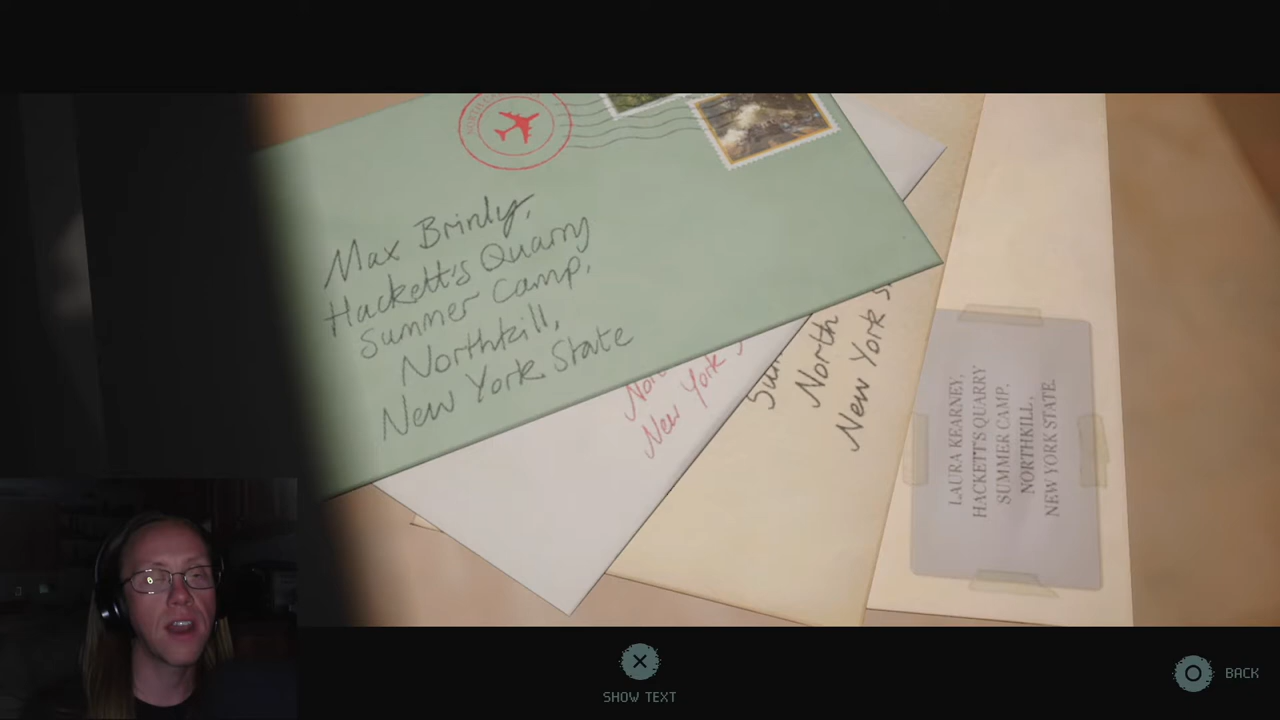 Max Brinly,
Hackett's Quarry
Summer Camp,
Northkill,
New York State
New York
North
New York
LAURA KEARNEY,
HACKETT'S QUARRY
SUMMER CAMP,
NORTHKILL,
NEW YORK STATE.
SHOW TEXT
BACK